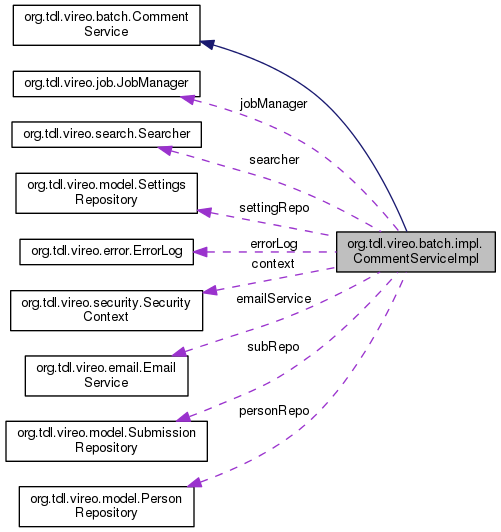 org.tdl.vireo.batch.Comment
Service
org.tdl.vireo.job.JobManager
jobManager
org.tdl.vireo.search.Searcher
searcher
org.tdl.vireo.model.Settings
Repository
settingRepo
org.tdl.vireo.error.ErrorLog
errorLog
org.tdl.vireo.batch.impl.
CommentServiceImpl
context
org.tdl.vireo.security.Security
Context
emailService
org.tdl.vireo.email.Email
Service
subRepo
org.tdl.vireo.model.Submission
Repository
personRepo
org.tdl.vireo.model.Person
Repository